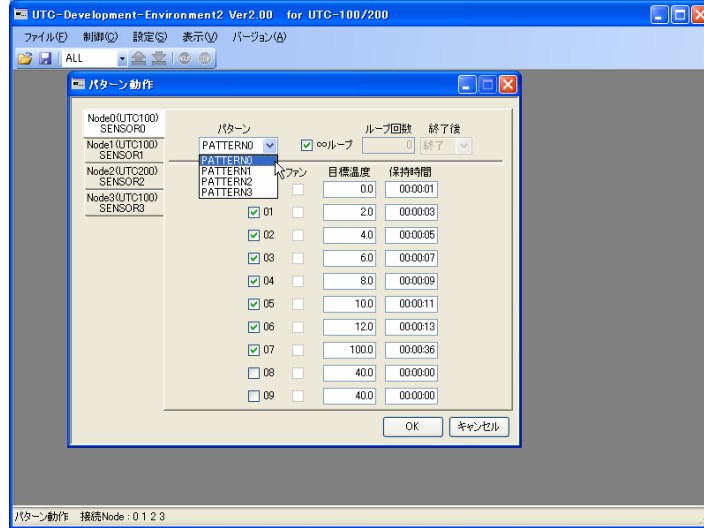 UTC-Development-Environment2 Ver2.00 for UTC-100/200
ファイル(F) 制御(C) 設定(S) 表示(V) バージョン(A)
ALL
パターン動作
Node0(UTC100)
SENSOR0
Node1(UTC100)
SENSOR1
Node2(UTC200)
SENSOR2
Node3(UTC100)
SENSOR3
パターン ループ回数 終了後
PATTERN0 ∞ループ 0 終了
PATTERN0
PATTERN1
PATTERN2
PATTERN3
ファン 目標温度 保持時間
0.0 00:00:01
01 2.0 00:00:03
02 4.0 00:00:05
03 6.0 00:00:07
04 8.0 00:00:09
05 10.0 00:00:11
06 12.0 00:00:13
07 100.0 00:00:36
08 40.0 00:00:00
09 40.0 00:00:00
OK キャンセル
パターン動作 接続Node : 0 1 2 3